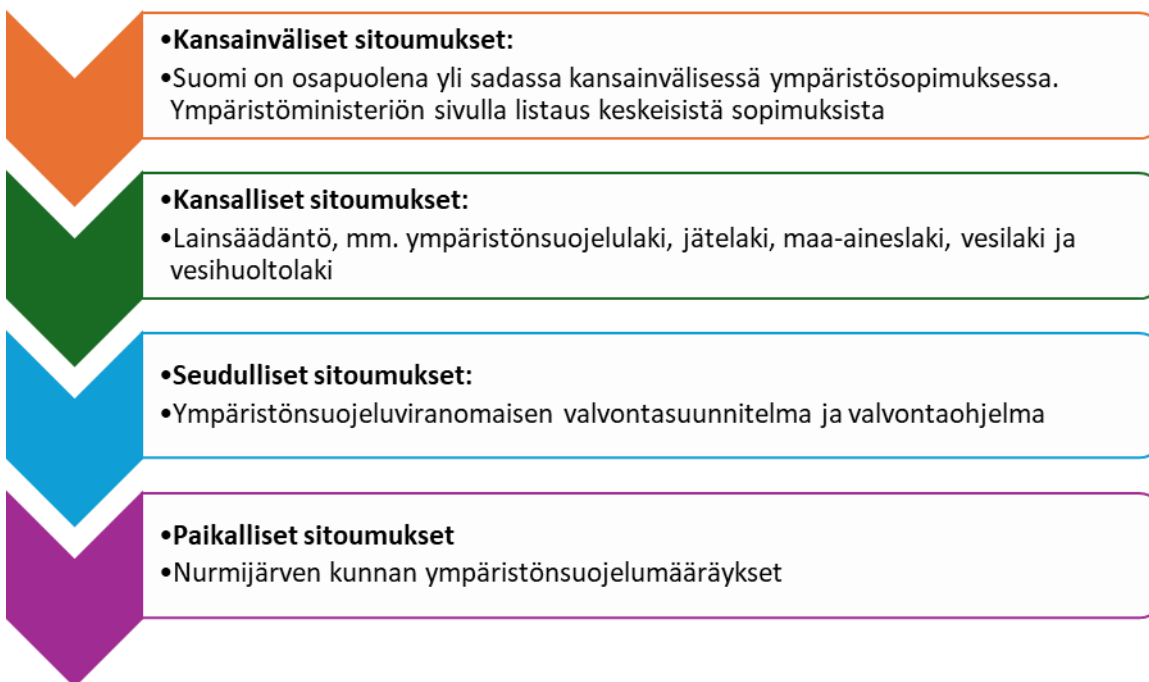 •Kansainväliset sitoumukset:
•Suomi on osapuolena yli sadassa kansainvälisessä ympäristösopimuksessa.
Ympäristöministeriön sivulla listaus keskeisistä sopimuksista
•Kansalliset sitoumukset:
•Lainsäädäntö, mm. ympäristönsuojelulaki, jätelaki, maa-aineslaki, vesilaki ja
vesihuoltolaki
•Seudulliset sitoumukset:
•Ympäristönsuojeluviranomaisen valvontasuunnitelma ja valvontaohjelma
•Paikalliset sitoumukset
•Nurmijärven kunnan ympäristönsuojelumääräykset